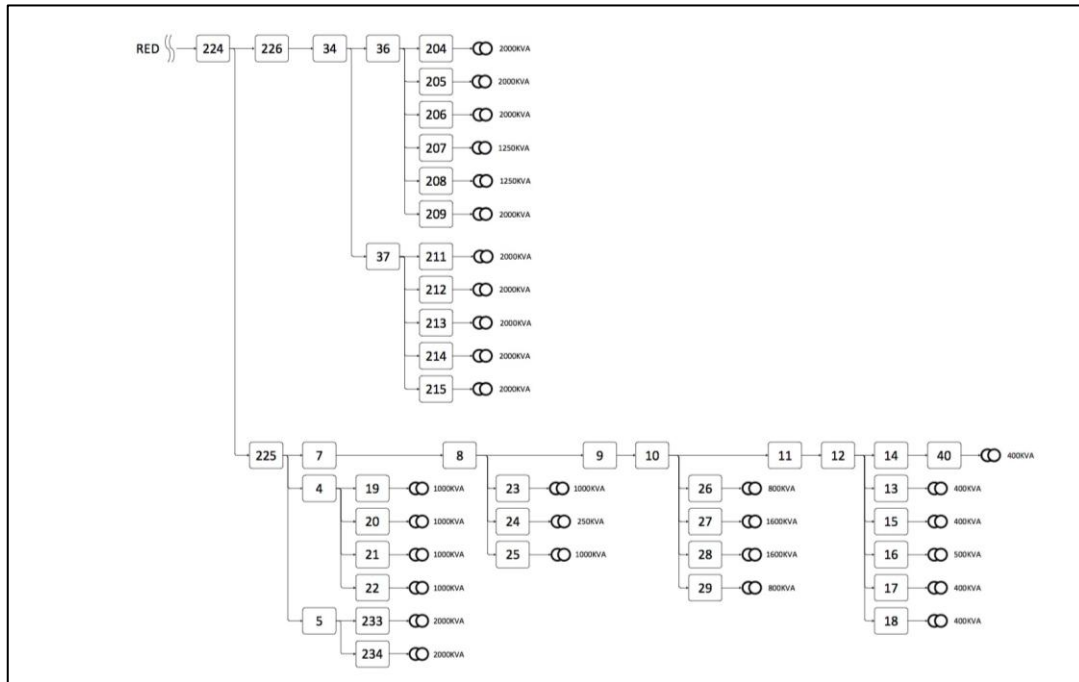 RED 224 226 34 36 204 2000KVA
205 2000KVA
206 2000KVA
207 1250KVA
208 1250KVA
209 2000KVA
37 211 2000KVA
212 2000KVA
213 2000KVA
214 2000KVA
215 2000KVA
225 7 8 9 10 11 12 14 40 400KVA
4 19 1000KVA 23 1000KVA 26 800KVA 13 400KVA
20 1000KVA 24 250KVA 27 1600KVA 15 400KVA
21 1000KVA 25 1000KVA 28 1600KVA 16 500KVA
22 1000KVA 29 800KVA 17 400KVA
5 233 2000KVA 18 400KVA
234 2000KVA